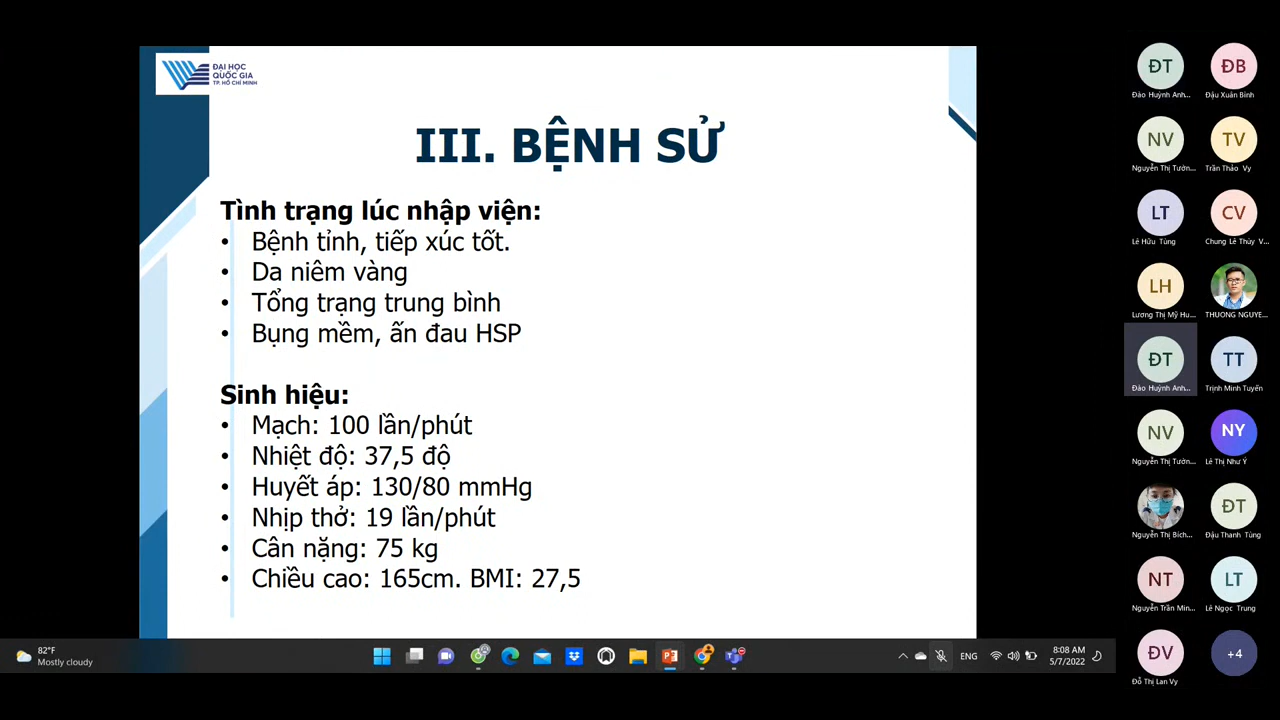 ĐẠI HỌC
QUỐC GIA
TP. HỒ CHÍ MINH
III. BỆNH SỬ
Tình trạng lúc nhập viện:
• Bệnh tỉnh, tiếp xúc tốt.
• Da niêm vàng
• Tổng trạng trung bình
• Bụng mềm, ấn đau HSP
Sinh hiệu:
• Mạch: 100 lần/phút
• Nhiệt độ: 37,5 độ
• Huyết áp: 130/80 mmHg
• Nhịp thở: 19 lần/phút
• Cân nặng: 75 kg
• Chiều cao: 165cm. BMI: 27,5
ĐT ĐB
Đào Huỳnh Anh... Đậu Xuân Bình
NV TV
Nguyễn Thị Tườn... Trần Thảo Vy
LT CV
Lê Hữu Tùng Chung Lê Thùy V...
LH
Lương Thị Mỹ Hu... THUONG NGUYE...
ĐT TT
Đào Huỳnh Anh... Trịnh Minh Tuyến
NV NY
Nguyễn Thị Tườn... Lê Thị Như Ý
ĐT
Nguyễn Thị Bích... Đậu Thanh Tùng
NT LT
Nguyễn Trần Min... Lê Ngọc Trung
ĐV +4
Đỗ Thị Lan Vy
82°F
Mostly cloudy
ENG
8:08 AM
5/7/2022